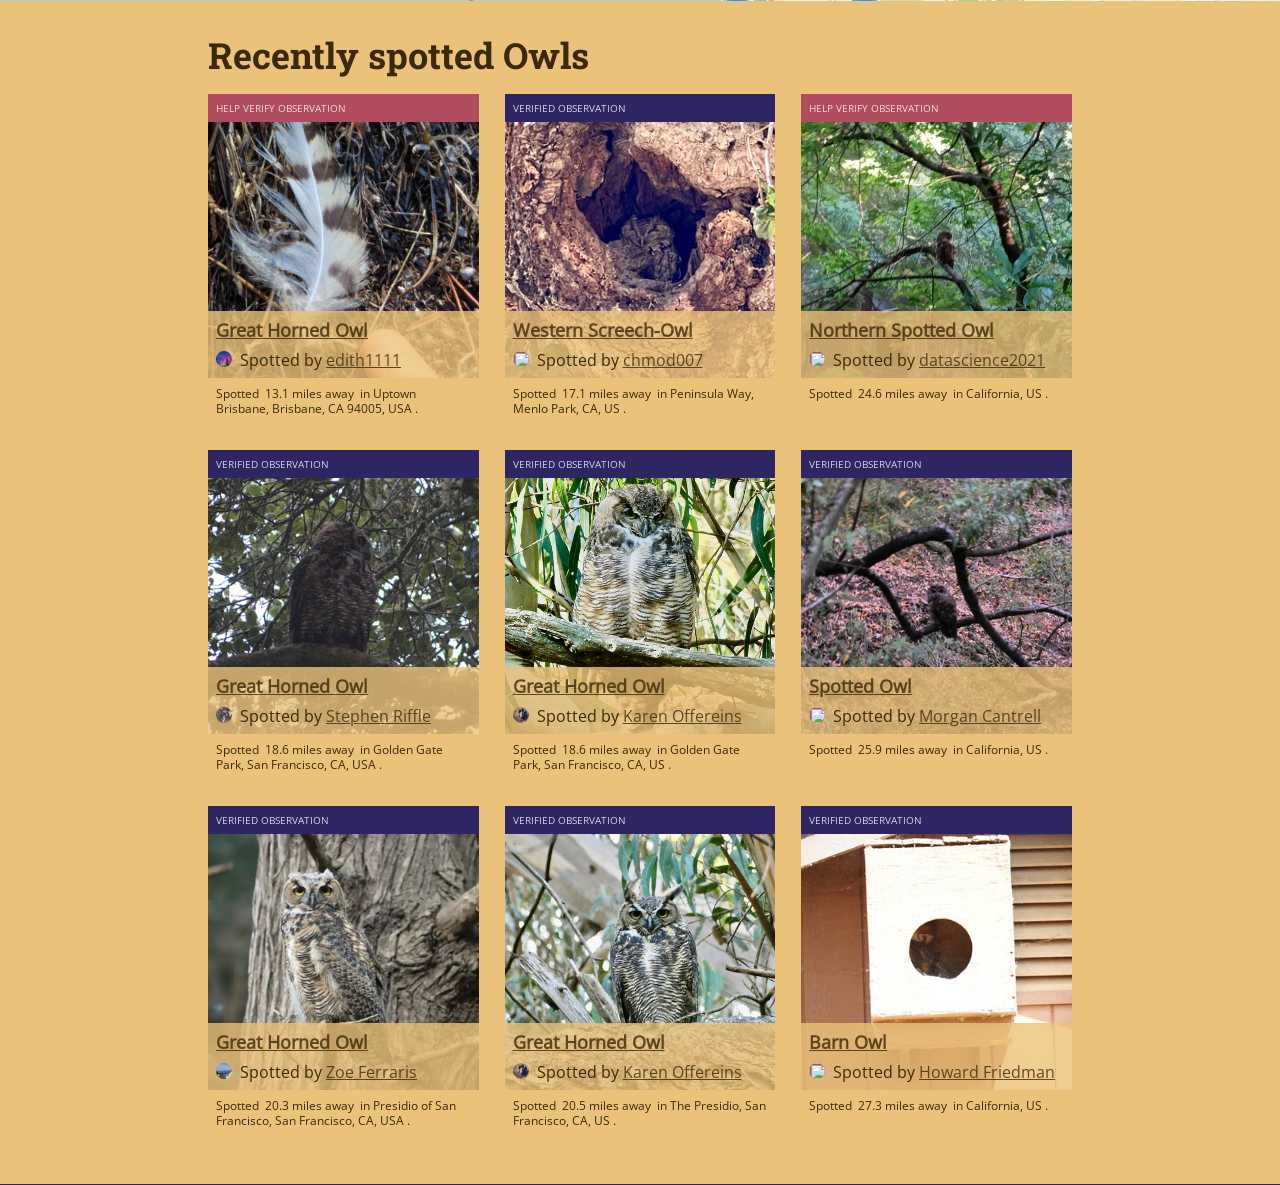 Recently spotted Owls
HELP VERIFY OBSERVATION
Great Horned Owl
Spotted by edith1111
Spotted 13.1 miles away in Uptown
Brisbane, Brisbane, CA 94005, USA .
VERIFIED OBSERVATION
Western Screech-Owl
Spotted by chmod007
Spotted 17.1 miles away in Peninsula Way,
Menlo Park, CA, US .
HELP VERIFY OBSERVATION
Northern Spotted Owl
Spotted by datascience2021
Spotted 24.6 miles away in California, US .
VERIFIED OBSERVATION
Great Horned Owl
Spotted by Stephen Riffle
Spotted 18.6 miles away in Golden Gate
Park, San Francisco, CA, USA .
VERIFIED OBSERVATION
Great Horned Owl
Spotted by Karen Offereins
Spotted 18.6 miles away in Golden Gate
Park, San Francisco, CA, US .
VERIFIED OBSERVATION
Spotted Owl
Spotted by Morgan Cantrell
Spotted 25.9 miles away in California, US .
VERIFIED OBSERVATION
Great Horned Owl
Spotted by Zoe Ferraris
Spotted 20.3 miles away in Presidio of San
Francisco, San Francisco, CA, USA .
VERIFIED OBSERVATION
Great Horned Owl
Spotted by Karen Offereins
Spotted 20.5 miles away in The Presidio, San
Francisco, CA, US .
VERIFIED OBSERVATION
Barn Owl
Spotted by Howard Friedman
Spotted 27.3 miles away in California, US .